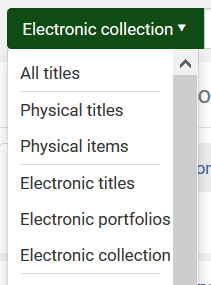 Electronic collection
All titles
Physical titles
Physical items
Electronic titles
Electronic portfolios
Electronic collection